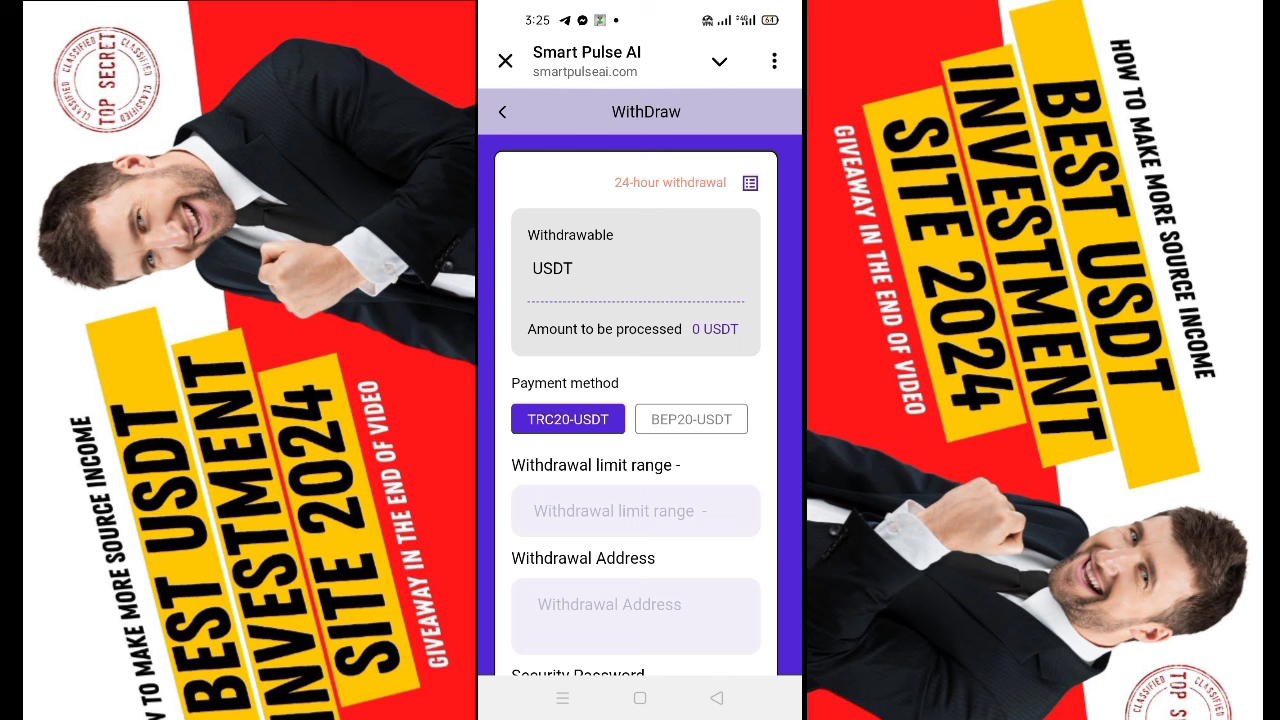 CLASSIFIED
TOP SECRET
CLASSIFIED
TO MAKE MORE SOURCE INCOME
BEST USDT
INVESTMENT
SITE 2024
GIVEAWAY IN THE END OF VIDEO
3:25
64
Smart Pulse AI
smartpulseai.com
WithDraw
24-hour withdrawal
Withdrawable
USDT
Amount to be processed 0 USDT
Payment method
TRC20-USDT BEP20-USDT
Withdrawal limit range -
Withdrawal limit range -
Withdrawal Address
Withdrawal Address
Security Password
HOW TO MAKE MORE SOURCE INCOME
BEST USDT
INVESTMENT
SITE 2024
GIVEAWAY IN THE END OF VIDEO
CLASSIFIED
TOP S